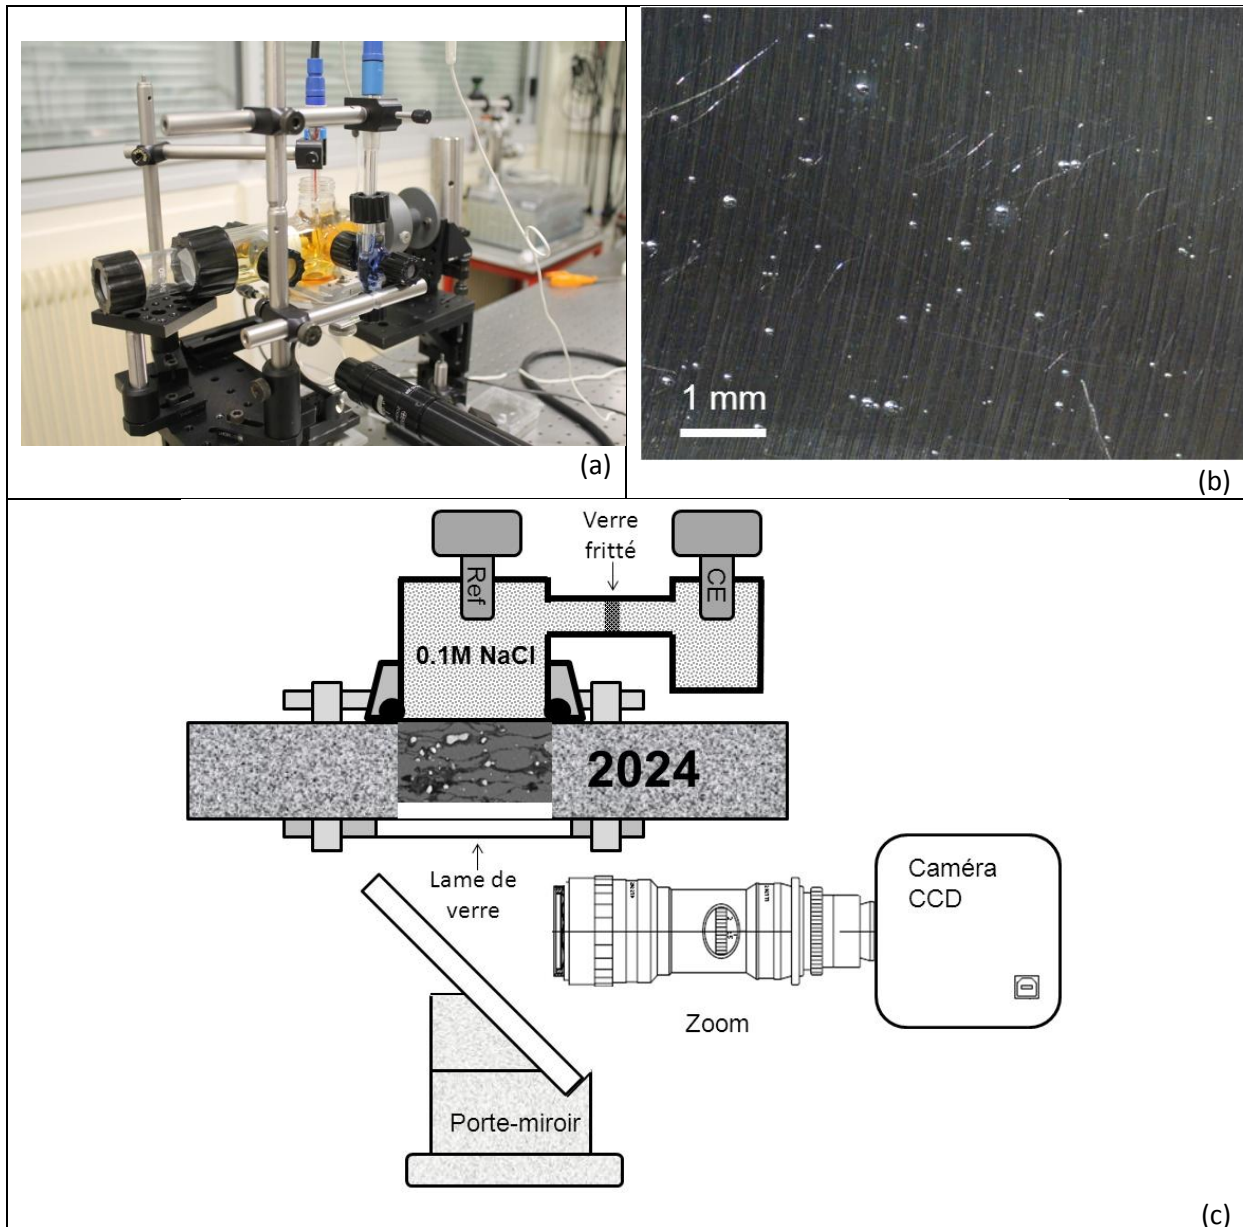 (a)
1 mm
(b)
Verre
fritté
Ref
CE
0.1M NaCl
2024
Lame de
verre
Caméra
CCD
Zoom
Porte-miroir
(c)